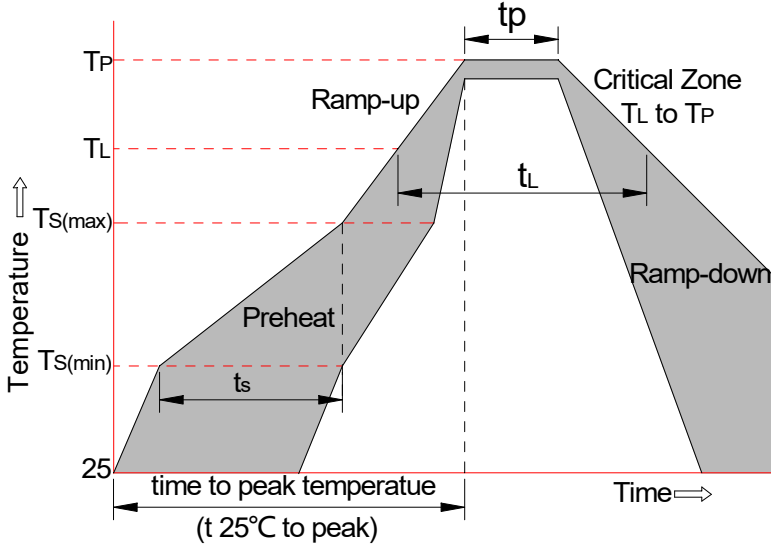 tp
TP
Ramp-up
Critical Zone
TL to TP
TL
tL
TS(max)
Temperature
Preheat
Ramp-down
TS(min)
ts
25
time to peak temperatue
Time
(t 25℃ to peak)